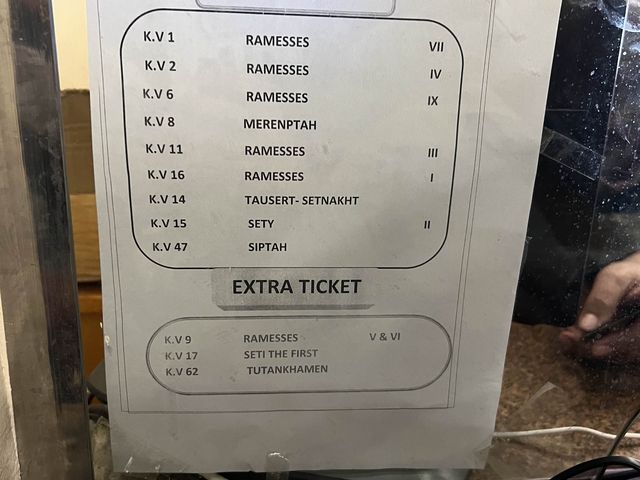 K.V 1 RAMESSES VII
K.V 2 RAMESSES IV
K.V 6 RAMESSES IX
K.V 8 MERENPTAH
K.V 11 RAMESSES III
K.V 16 RAMESSES I
K.V 14 TAUSERT- SETNAKHT
K.V 15 SETY II
K.V 47 SIPTAH
EXTRA TICKET
K.V 9 RAMESSES V & VI
K.V 17 SETI THE FIRST
K.V 62 TUTANKHAMEN